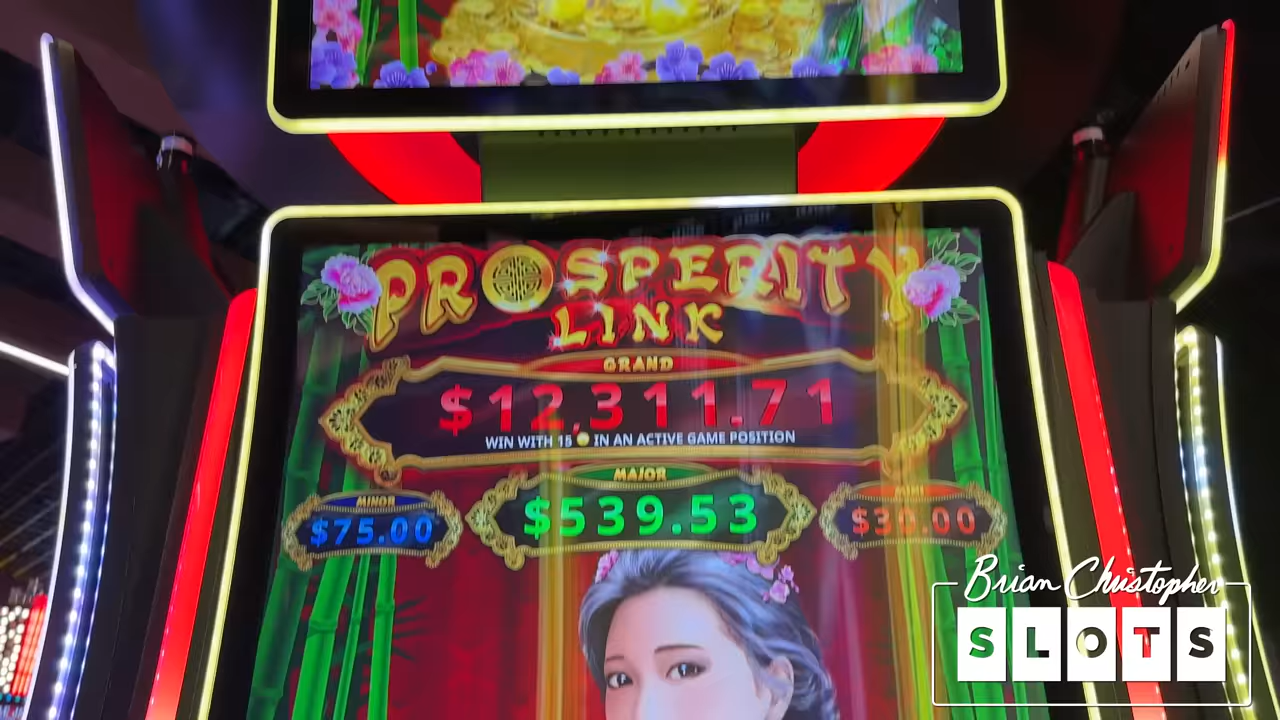 PROSPERITY
LINK
GRAND
$12,311.71
WIN WITH 15 IN AN ACTIVE GAME POSITION
MAJOR
$539.53
MINOR
$75.00
MINI
$30.00
Brian Christopher
SLOTS